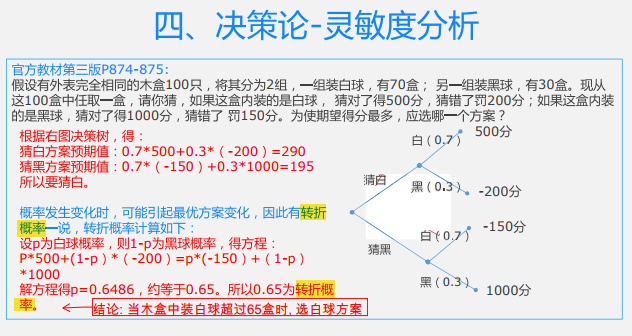 四、决策论-灵敏度分析
官方教材第三版P874-875:
假设有外表完全相同的木盒100只，将其分为2组，一组装白球，有70盒； 另一组装黑球，有30盒。现从
这100盒中任取一盒，请你猜，如果这盒内装的是白球， 猜对了得500分，猜错了罚200分；如果这盒内装
的是黑球，猜对了得1000分，猜错了 罚150分。为使期望得分最多，应选哪一个方案？
根据右图决策树，得：
猜白方案预期值：0.7*500+0.3*（-200）=290
猜黑方案预期值：0.7*（-150）+0.3*1000=195
所以要猜白。
概率发生变化时，可能引起最优方案变化，因此有转折
概率一说，转折概率计算如下：
设p为白球概率，则1-p为黑球概率，得方程：
P*500+(1-p）*（-200）=p*(-150)+（1-p）
*1000
解方程得p=0.6486，约等于0.65。所以0.65为转折概
率。
结论: 当木盒中装白球超过65盒时, 选白球方案
白（0.7）
500分
猜白
黑（0.3）
-200分
白（0.7）
-150分
猜黑
黑（0.3）
1000分